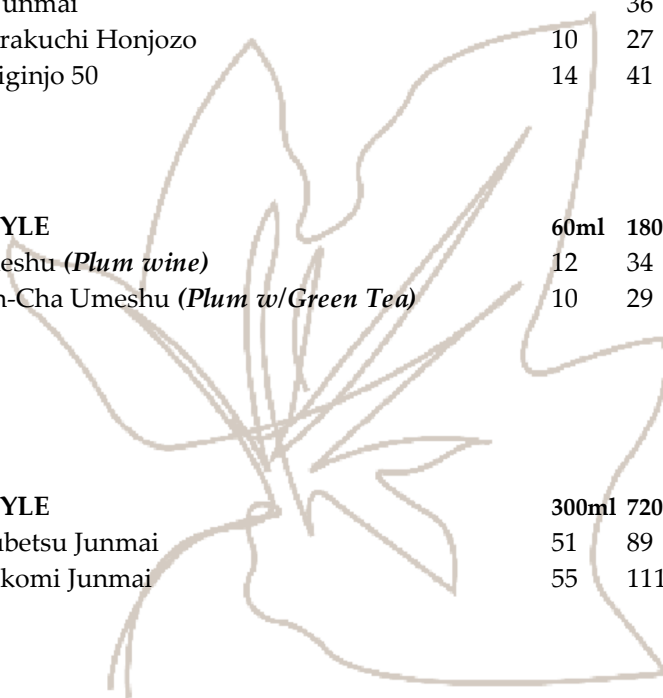 unmai 36
rakuchi Honjozo 10 27
iginjo 50 14 41
YLE 60ml 180
eshu (Plum wine) 12 34
n-Cha Umeshu (Plum w/Green Tea) 10 29
YLE 300ml 720
ubetsu Junmai 51 89
komi Junmai 55 111